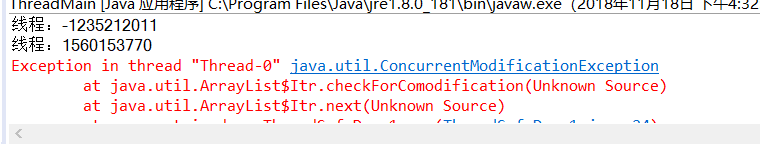 ThreadMain [Java 应用程序] C:\Program Files\Java\jre1.8.0_181\bin\javaw.exe（2018年11月18日 下午4:32
线程：-1235212011
线程：1560153770
Exception in thread "Thread-0" java.util.ConcurrentModificationException
at java.util.ArrayList$Itr.checkForComodification(Unknown Source)
at java.util.ArrayList$Itr.next(Unknown Source)